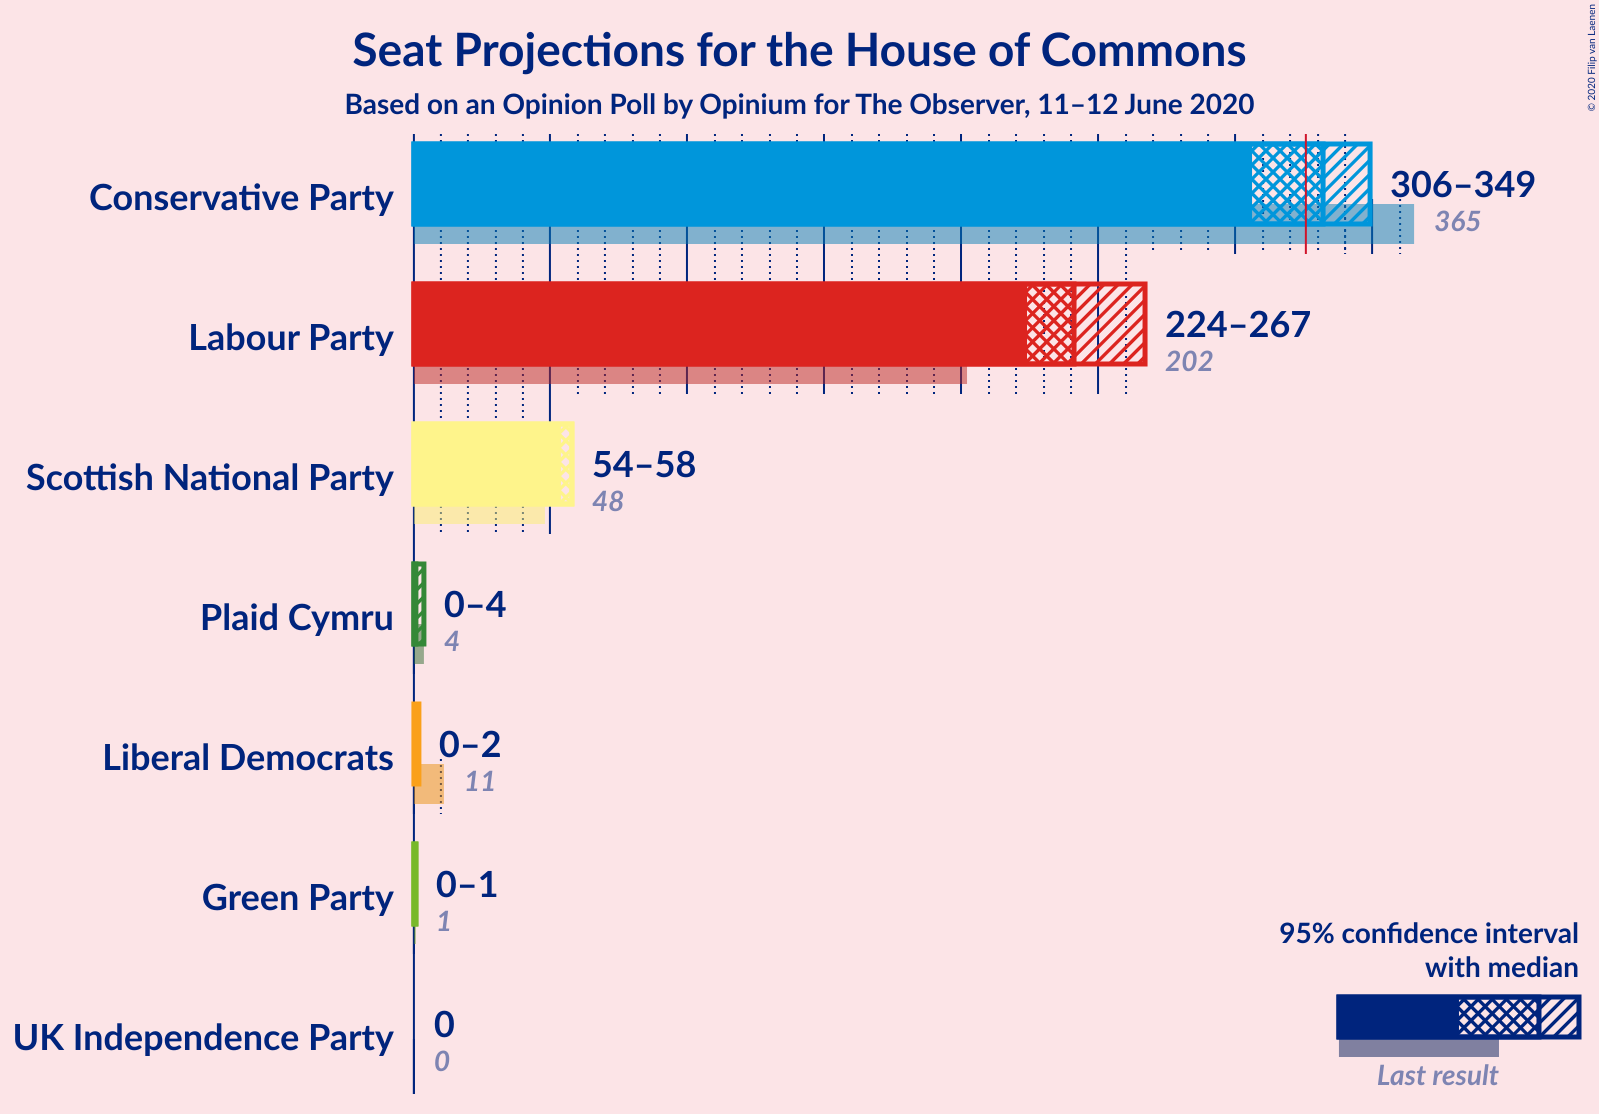 Seat Projections for the House of Commons
Based on an Opinion Poll by Opinium for The Observer, 11–12 June 2020
© 2020 Filip van Laenen
Conservative Party
306–349
365
Labour Party
224–267
202
Scottish National Party
54–58
48
Plaid Cymru
0–4
4
Liberal Democrats
0–2
11
Green Party
0–1
1
UK Independence Party
0
0
95% confidence interval
with median
Last result